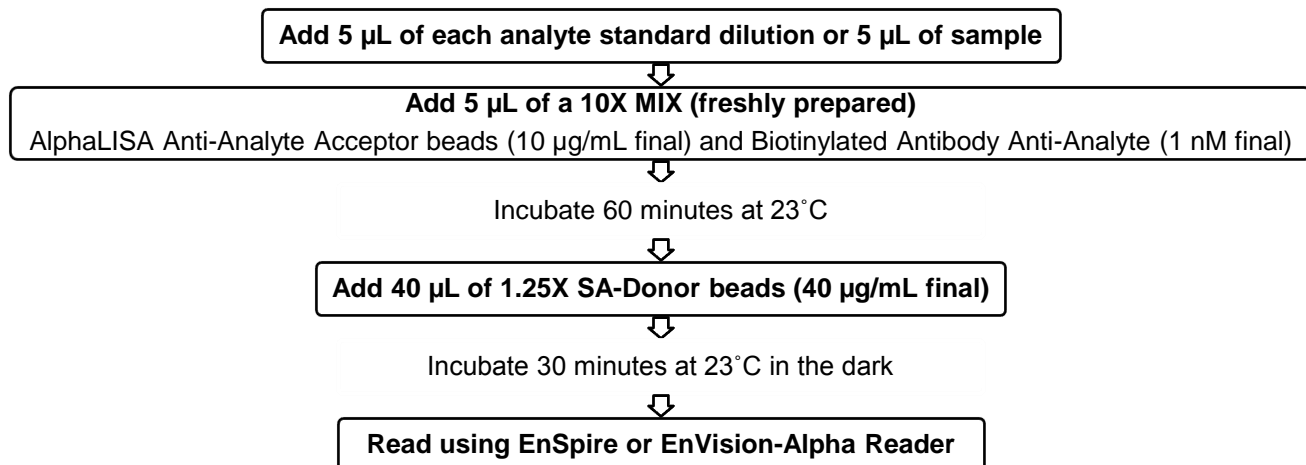 Add 5 µL of each analyte standard dilution or 5 µL of sample
Add 5 µL of a 10X MIX (freshly prepared)
AlphaLISA Anti-Analyte Acceptor beads (10 µg/mL final) and Biotinylated Antibody Anti-Analyte (1 nM final)
Incubate 60 minutes at 23˚C
Add 40 µL of 1.25X SA-Donor beads (40 µg/mL final)
Incubate 30 minutes at 23˚C in the dark
Read using EnSpire or EnVision-Alpha Reader